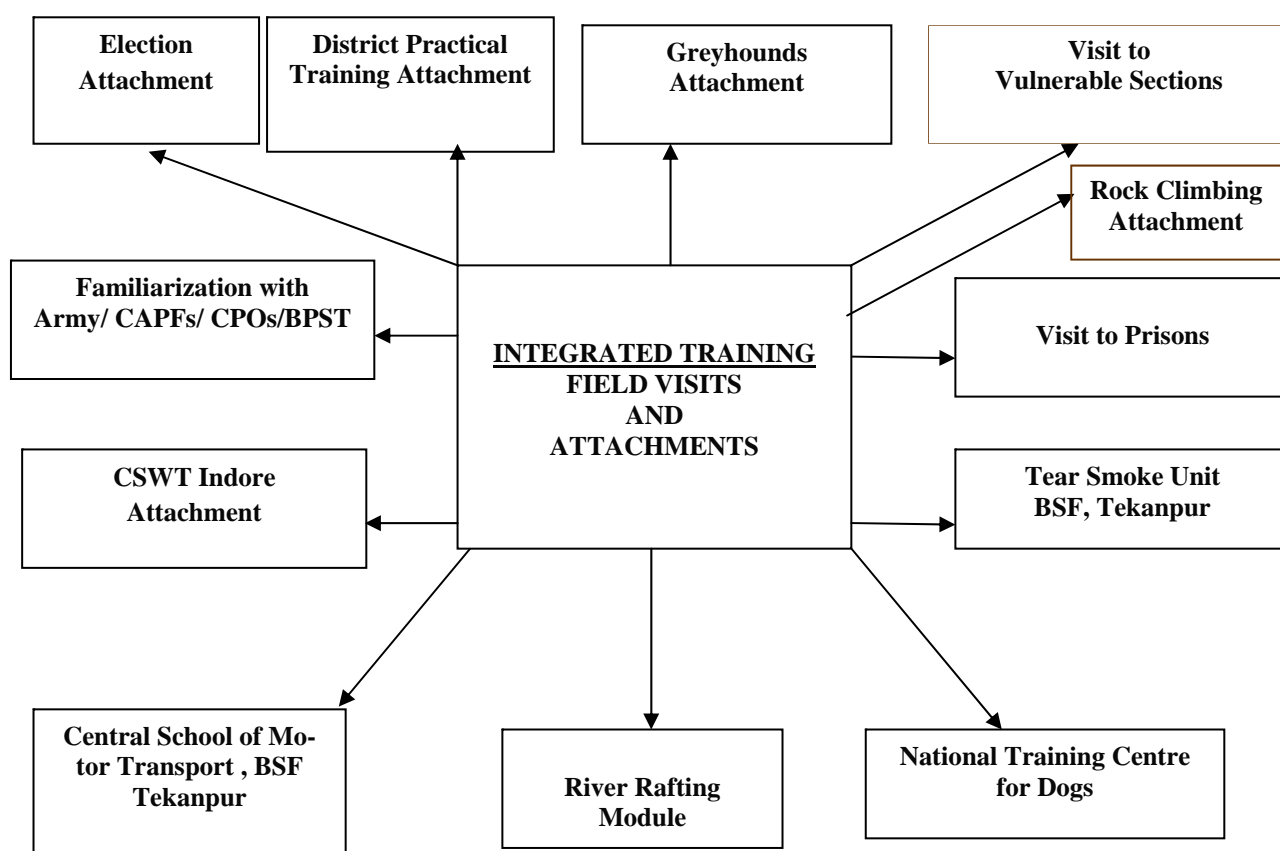 Election
Attachment
District Practical
Training Attachment
Greyhounds
Attachment
Visit to
Vulnerable Sections
Rock Climbing
Attachment
Familiarization with
Army/ CAPFs/ CPOs/BPST
INTEGRATED TRAINING
FIELD VISITS
AND
ATTACHMENTS
Visit to Prisons
CSWT Indore
Attachment
Tear Smoke Unit
BSF, Tekanpur
Central School of Mo-
tor Transport , BSF
Tekanpur
River Rafting
Module
National Training Centre
for Dogs